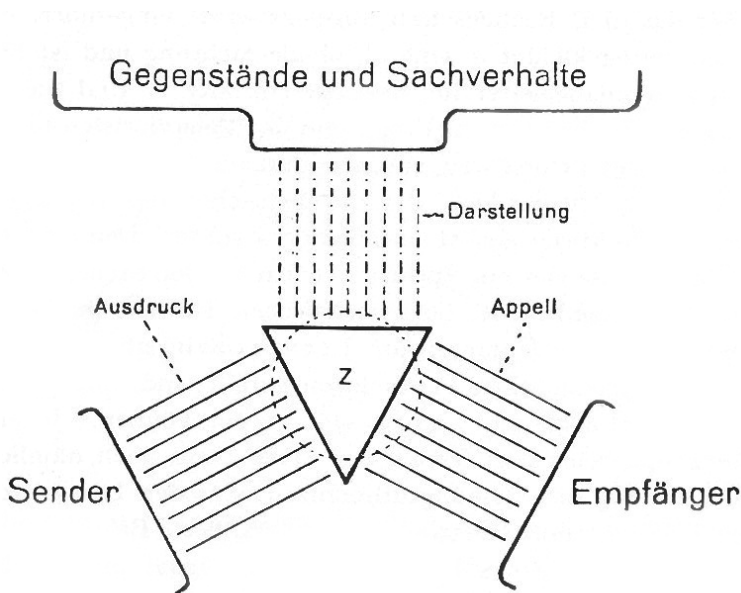 Gegenstände und Sachverhalte
Darstellung
Ausdruck
Appell
Z
Sender
Empfänger